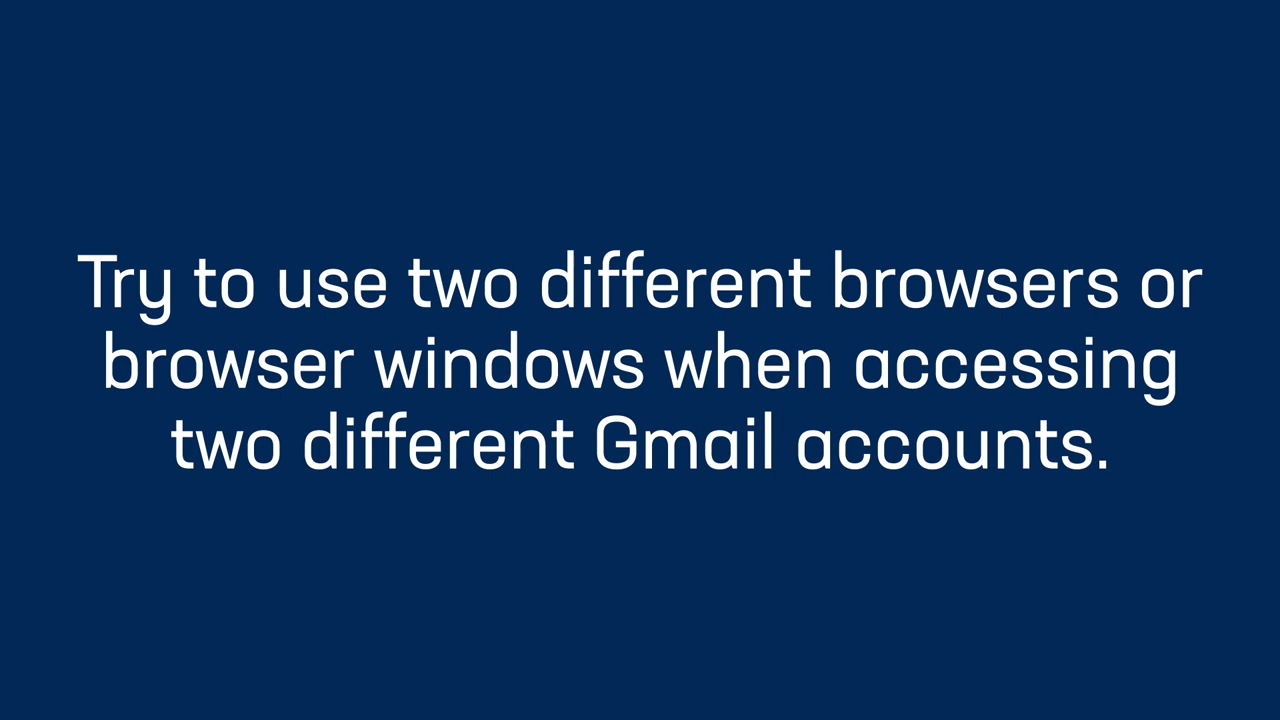 Try to use two different browsers or
browser windows when accessing
two different Gmail accounts.